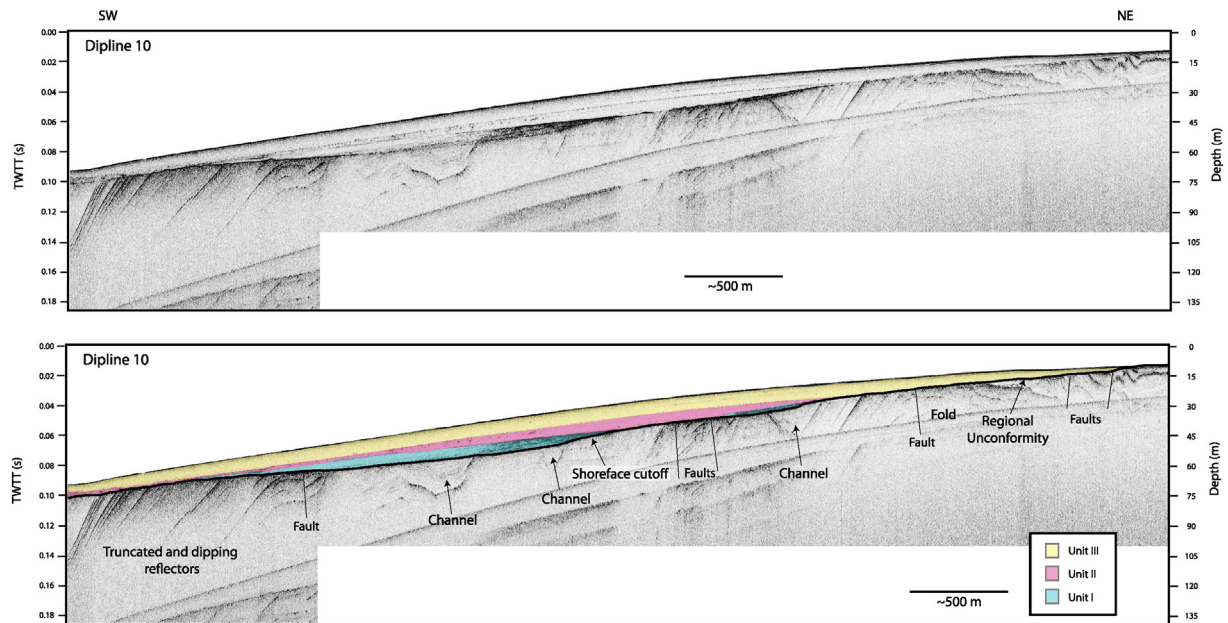 SW NE
Dipline 10
0.00
0.02
0.04
0.06
0.08
0.10
0.12
0.14
0.16
0.18
TWTT (s)
0
15
30
45
60
75
90
105
120
135
Depth (m)
~500 m
Dipline 10
0.00
0.02
0.04
0.06
0.08
0.10
0.12
0.14
0.16
0.18
TWTT (s)
0
15
30
45
60
75
90
105
120
135
Depth (m)
Truncated and dipping
reflectors
Fault
Channel
Channel
Shoreface cutoff
Faults
Channel
Fault
Fold
Regional
Unconformity
Faults
Unit III
Unit II
Unit I
~500 m